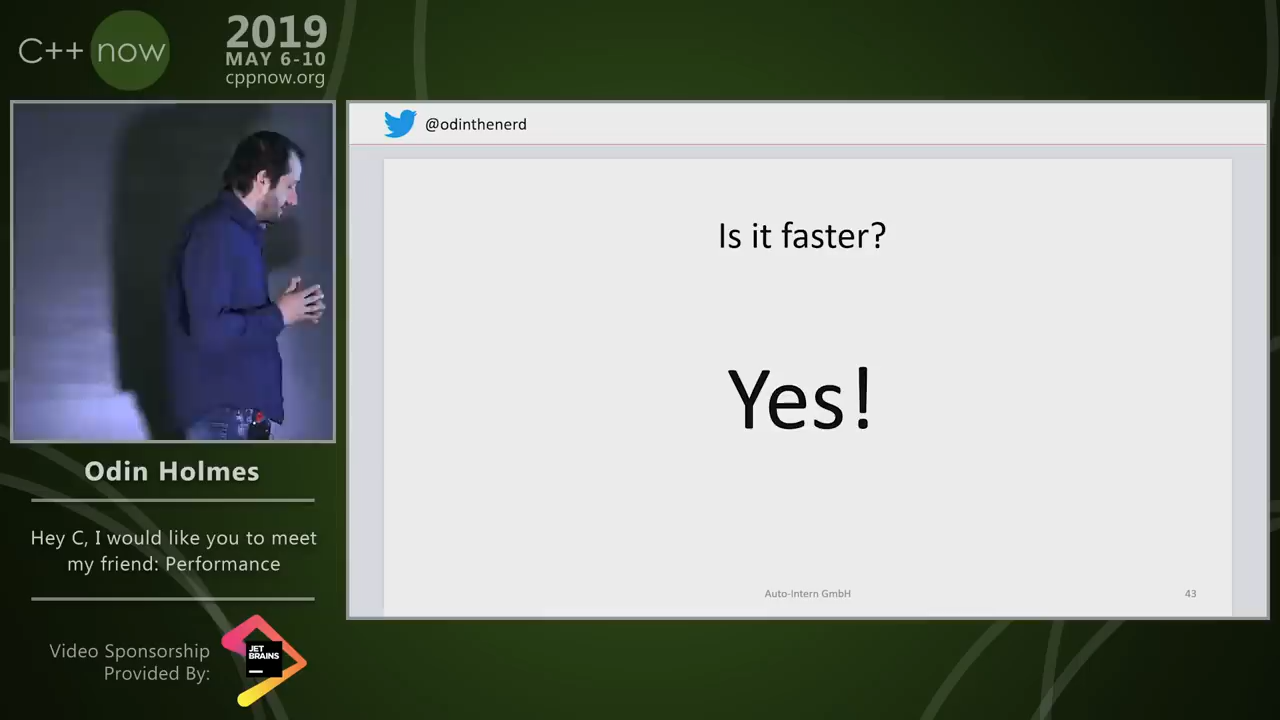 C++ now
2019
MAY 6-10
cppnow.org
@odinthenerd
Is it faster?
Yes!
Auto-Intern GmbH
43
Odin Holmes
Hey C, I would like you to meet
my friend: Performance
Video Sponsorship
Provided By:
JET
BRAINS